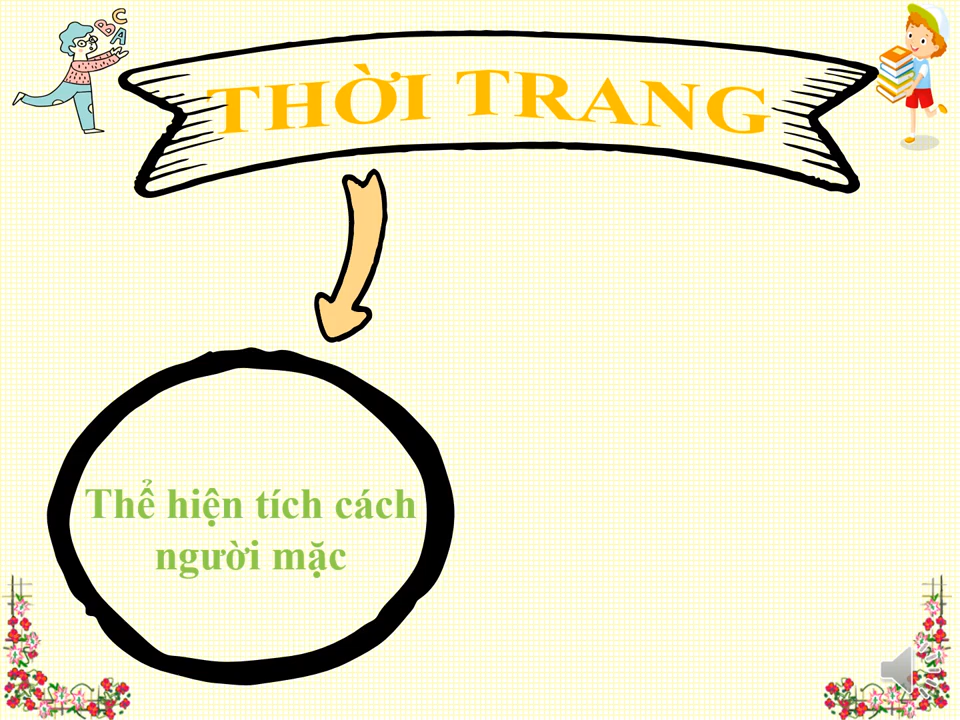 B C
A
THỜI TRANG
Thể hiện tích cách
người mặc